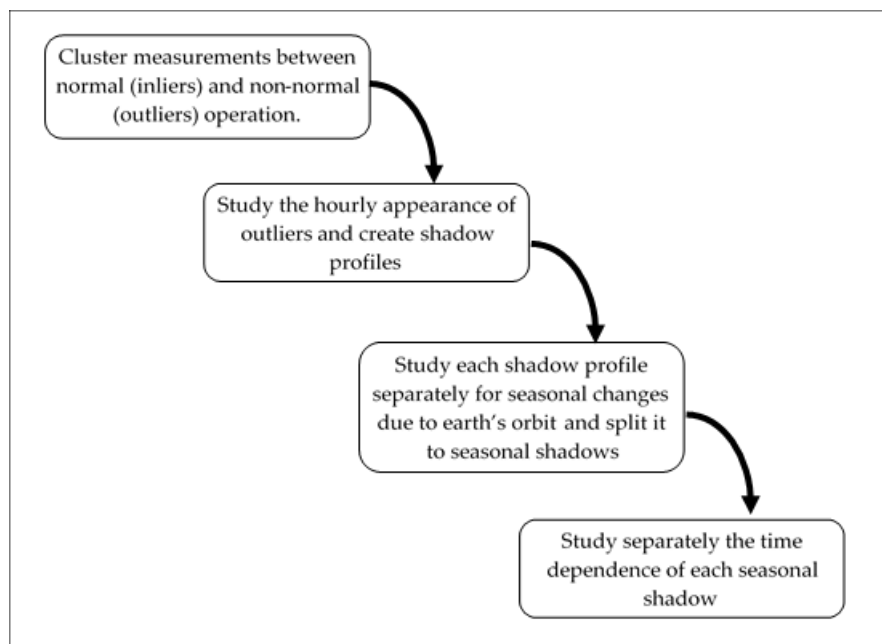 Cluster measurements between
normal (inliers) and non-normal
(outliers) operation.
Study the hourly appearance of
outliers and create shadow
profiles
Study each shadow profile
separately for seasonal changes
due to earth’s orbit and split it
to seasonal shadows
Study separately the time
dependence of each seasonal
shadow